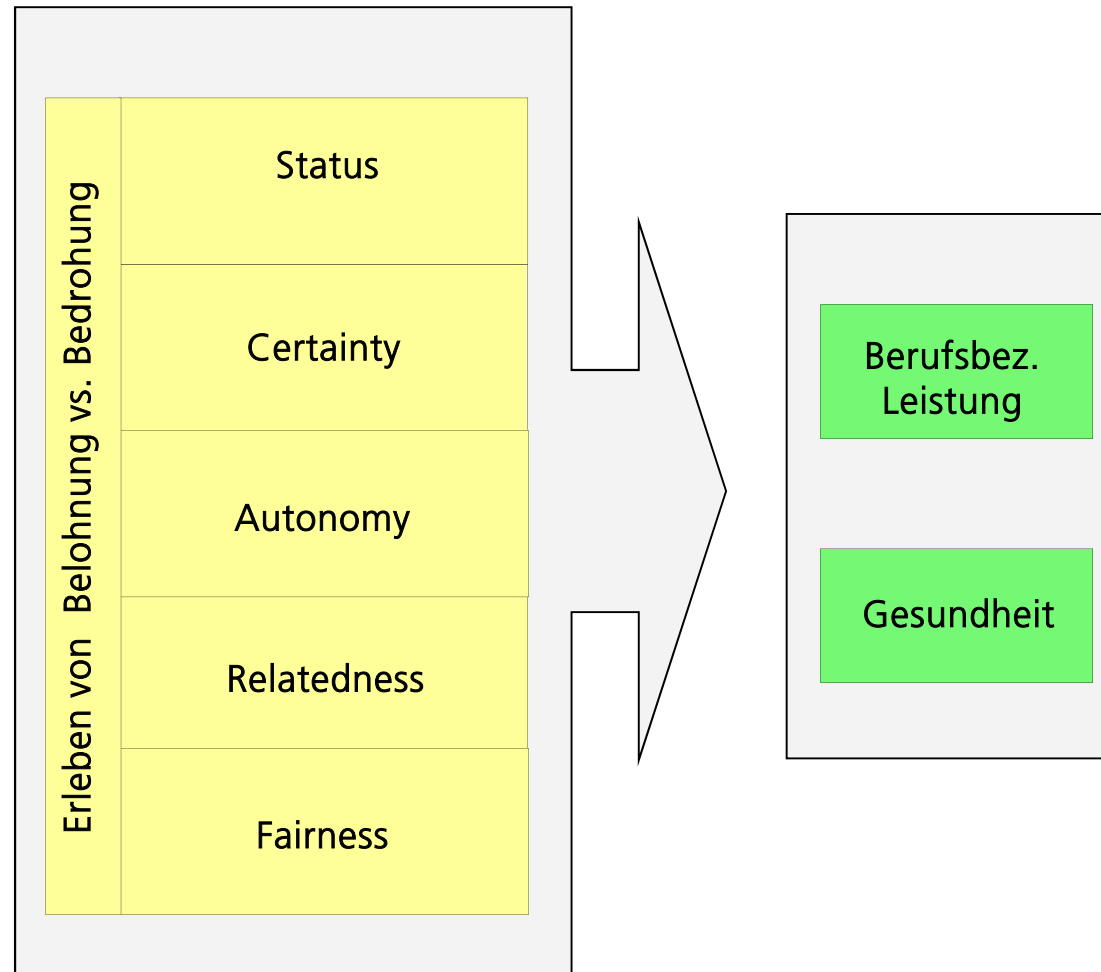 Erleben von Belohnung vs. Bedrohung
Status
Certainty
Autonomy
Relatedness
Fairness
Berufsbez.
Leistung
Gesundheit